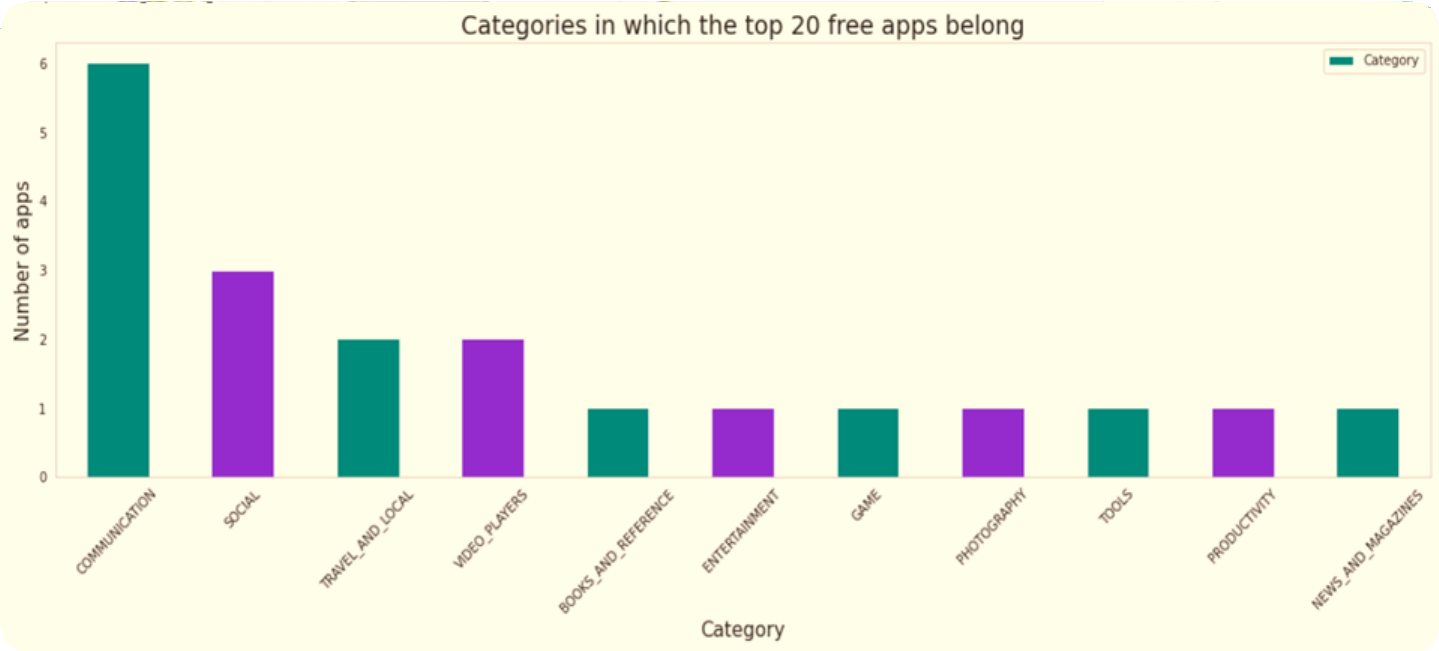 Categories in which the top 20 free apps belong
Category
6
5
4
3
2
1
0
Number of apps
COMMUNICATION
SOCIAL
TRAVEL_AND_LOCAL
VIDEO_PLAYERS
BOOKS_AND_REFERENCE
ENTERTAINMENT
GAME
PHOTOGRAPHY
TOOLS
PRODUCTIVITY
NEWS_AND_MAGAZINES
Category